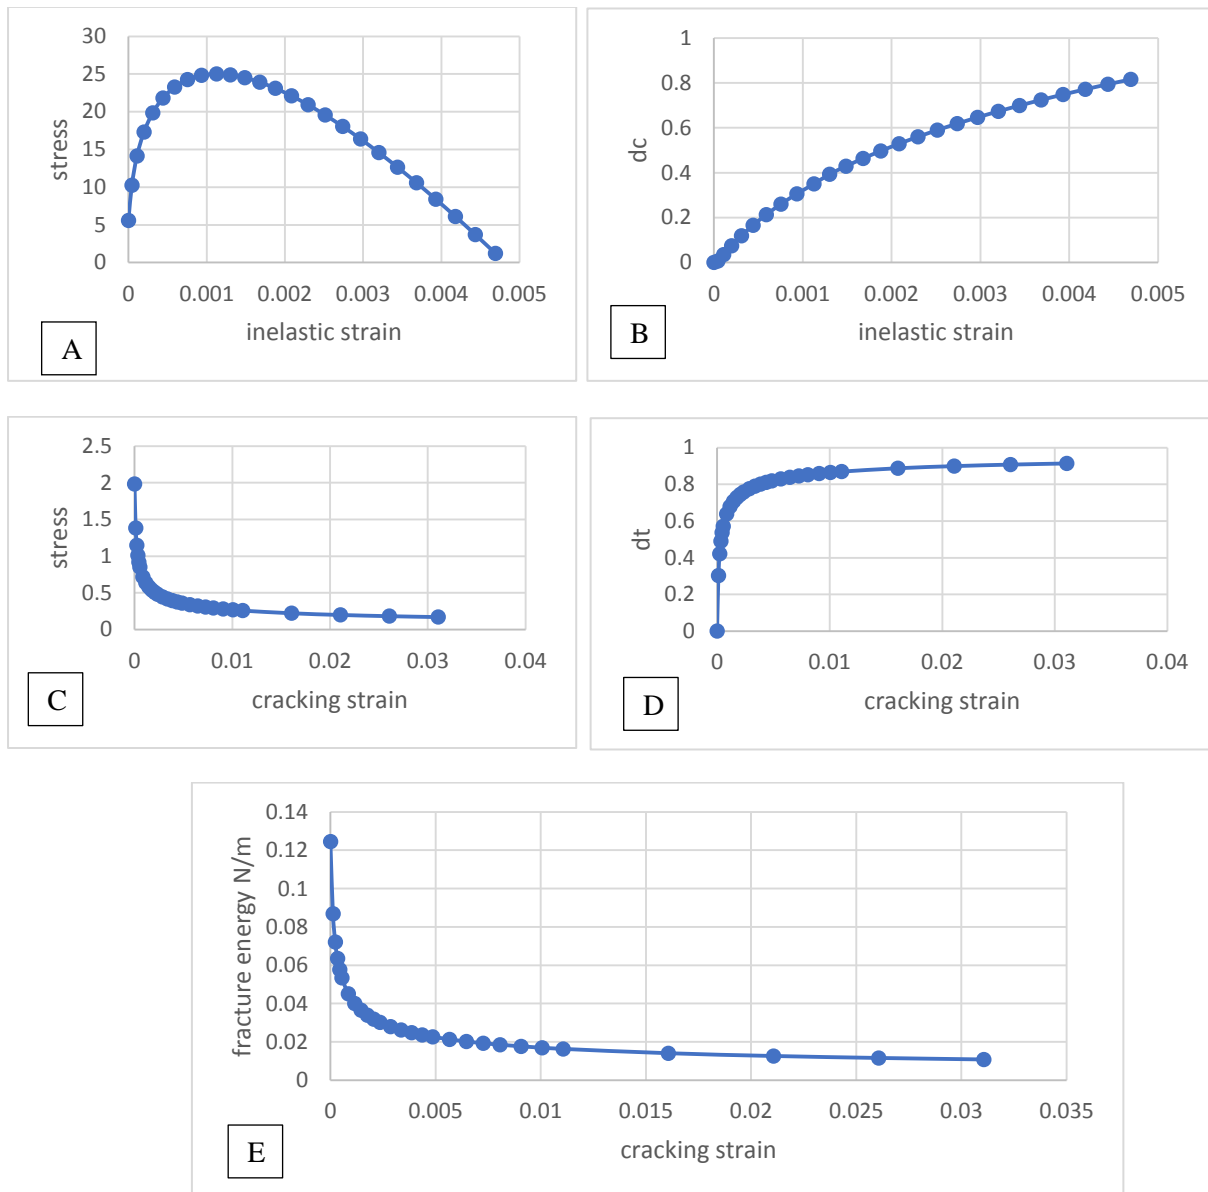 30
25
20
15
10
5
0
stress
0 0.001 0.002 0.003 0.004 0.005
inelastic strain
A
1
0.8
0.6
0.4
0.2
0
dc
0 0.001 0.002 0.003 0.004 0.005
inelastic strain
B
2.5
2
1.5
1
0.5
0
stress
0 0.01 0.02 0.03 0.04
cracking strain
C
1
0.8
0.6
0.4
0.2
0
dt
0 0.01 0.02 0.03 0.04
cracking strain
D
0.14
0.12
0.1
0.08
0.06
0.04
0.02
0
fracture energy N/m
0 0.005 0.01 0.015 0.02 0.025 0.03 0.035
cracking strain
E